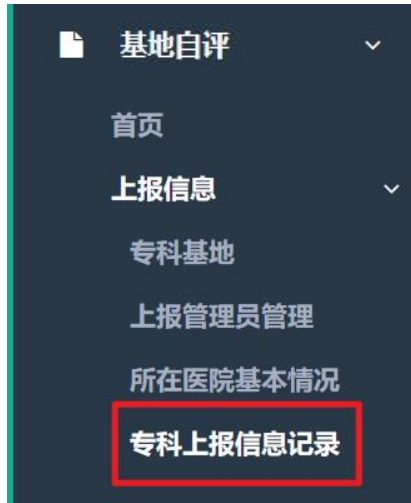 基地自评
首页
上报信息
专科基地
上报管理员管理
所在医院基本情况
专科上报信息记录